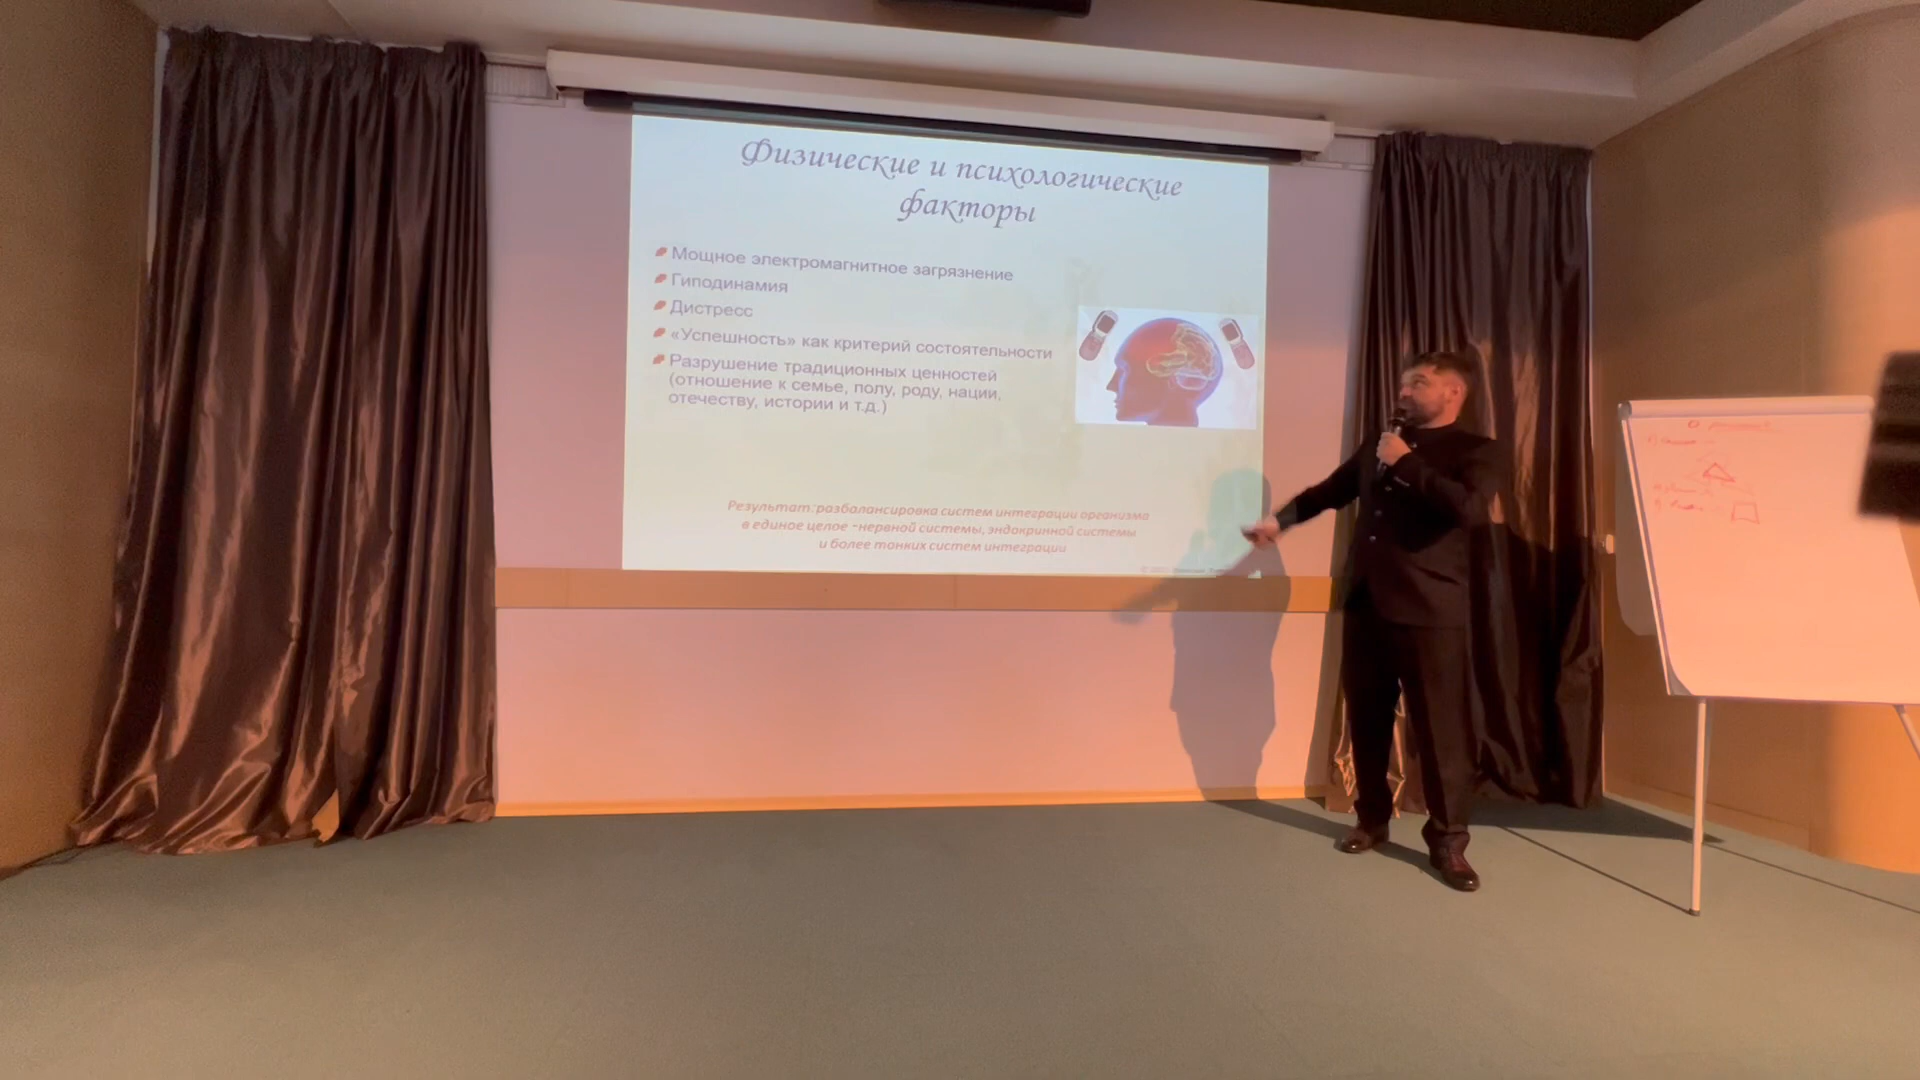 Физические и психологические
факторы
Мощное электромагнитное загрязнение
Гиподинамия
Дистресс
«Успешность» как критерий состоятельности
Разрушение традиционных ценностей
(отношение к семье, полу, роду, нации,
отечеству, истории и т.д.)
Результат:разбалансировка систем интеграции организма
в единое целое -нервной системы, эндокринной системы
и более тонких систем интеграции